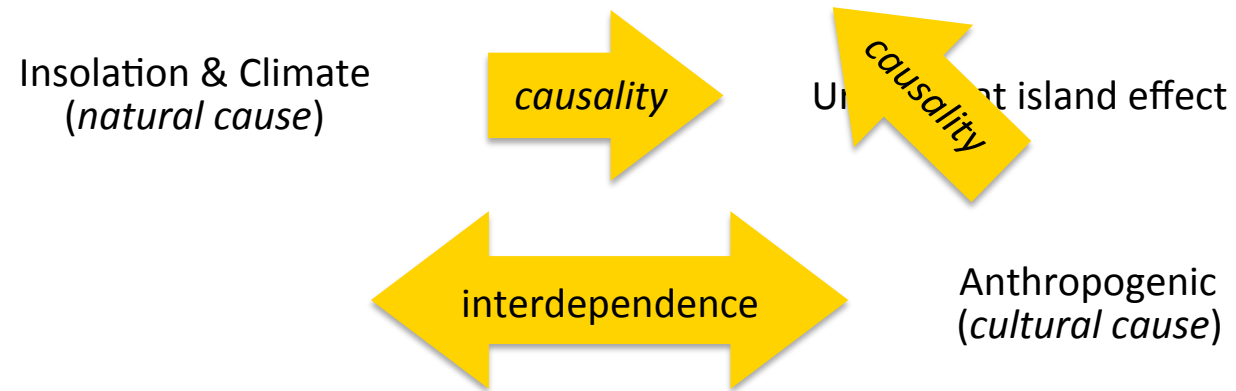 Insolation & Climate
(natural cause)
causality
causality
island effect
interdependence
Anthropogenic
(cultural cause)